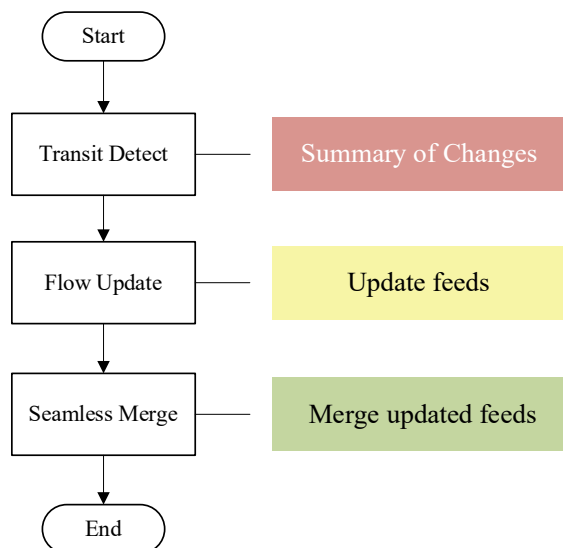 Start
Transit Detect
Summary of Changes
Flow Update
Update feeds
Seamless Merge
Merge updated feeds
End